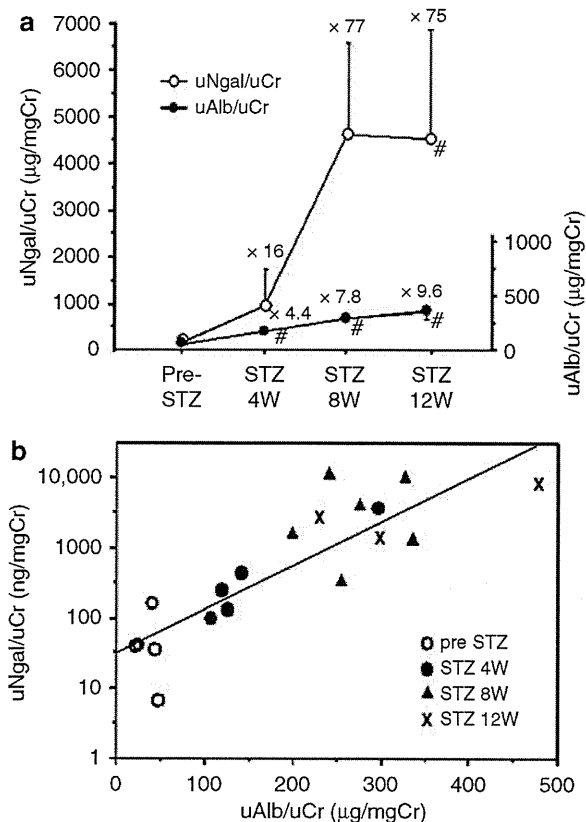 a
7000
6000
5000
4000
3000
2000
1000
0
uNgal/uCr (µg/mgCr)
uNgal/uCr
uAlb/uCr
× 16
× 77
× 75
× 4.4
× 7.8
× 9.6
#
#
#
#
1000
500
0
uAlb/uCr (µg/mgCr)
Pre-
STZ
STZ
4W
STZ
8W
STZ
12W
b
10,000
1000
100
10
1
uNgal/uCr (ng/mgCr)
pre STZ
STZ 4W
STZ 8W
STZ 12W
0
100
200
300
400
500
uAlb/uCr (µg/mgCr)